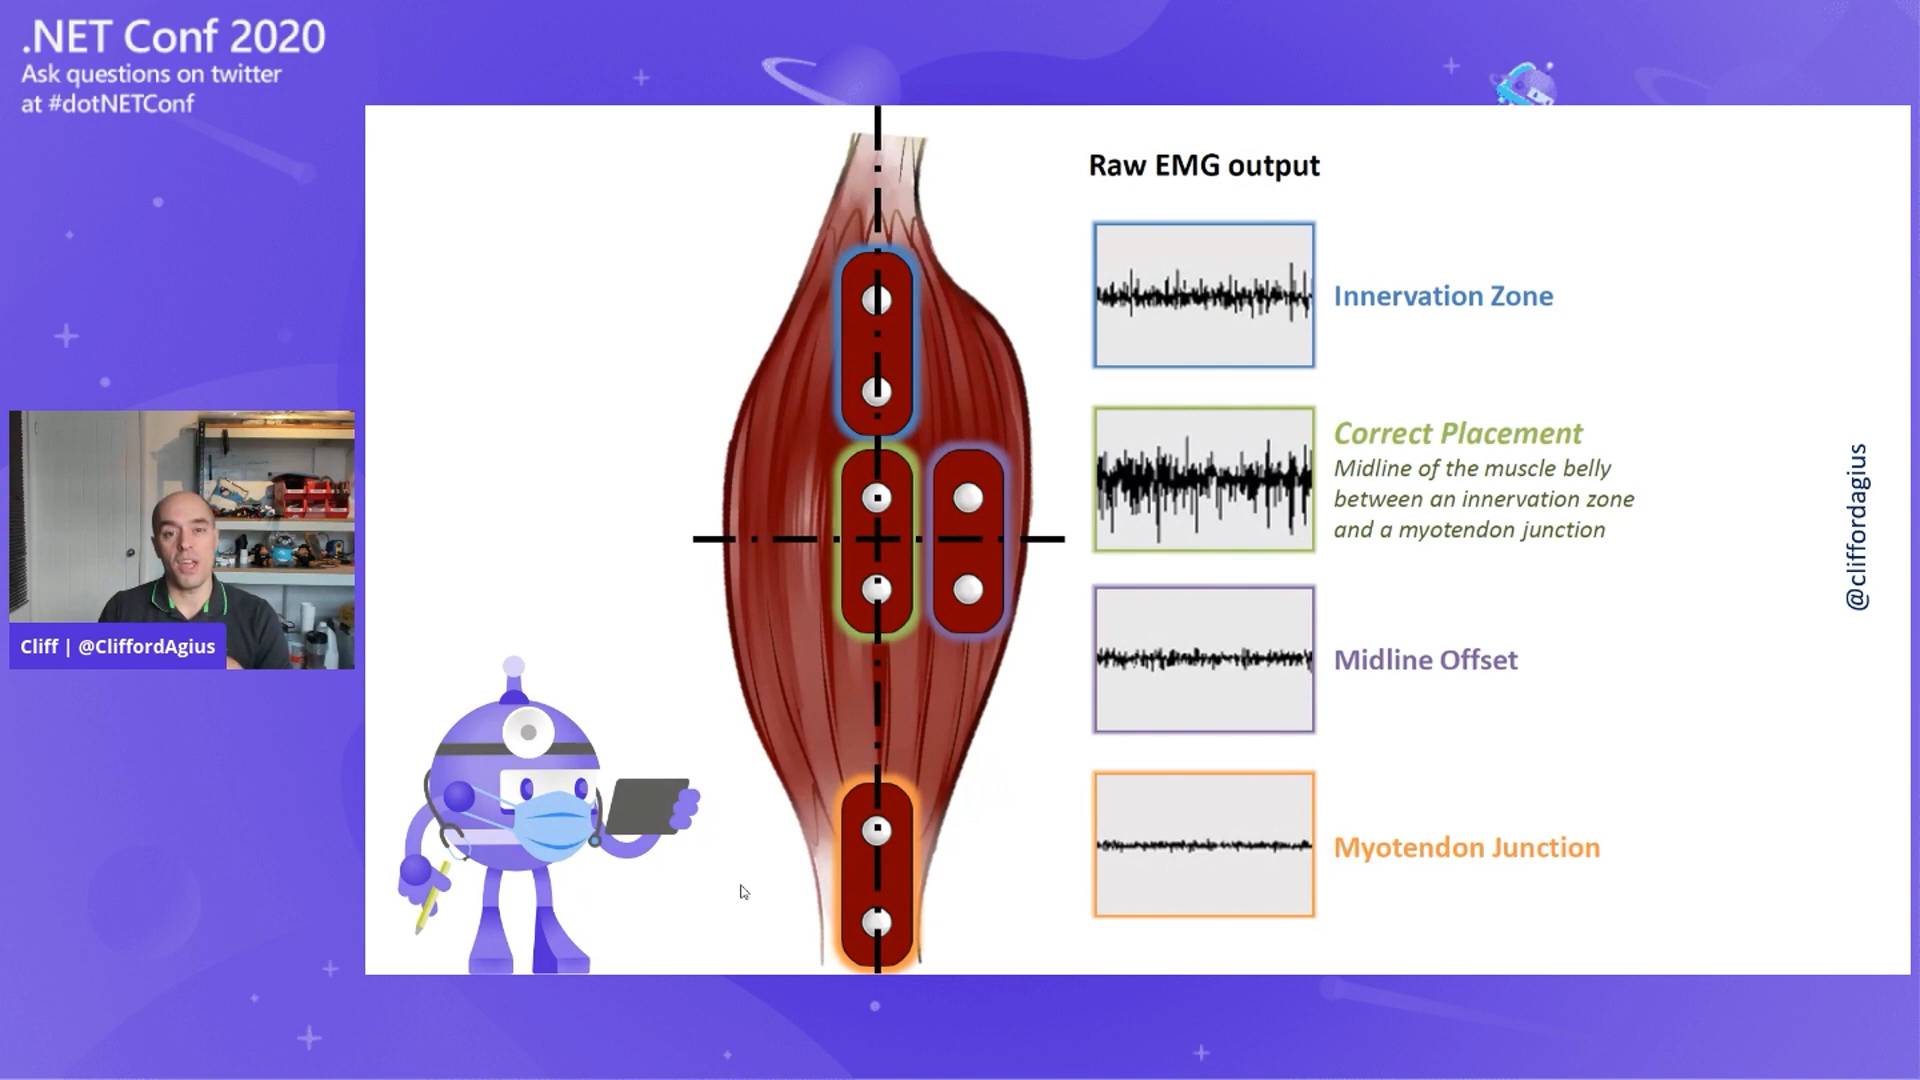 .NET Conf 2020
Ask questions on twitter
at #dotNETConf
Cliff | @CliffordAgius
Raw EMG output
Innervation Zone
Correct Placement
Midline of the muscle belly
between an innervation zone
and a myotendon junction
Midline Offset
Myotendon Junction
@cliffordagius